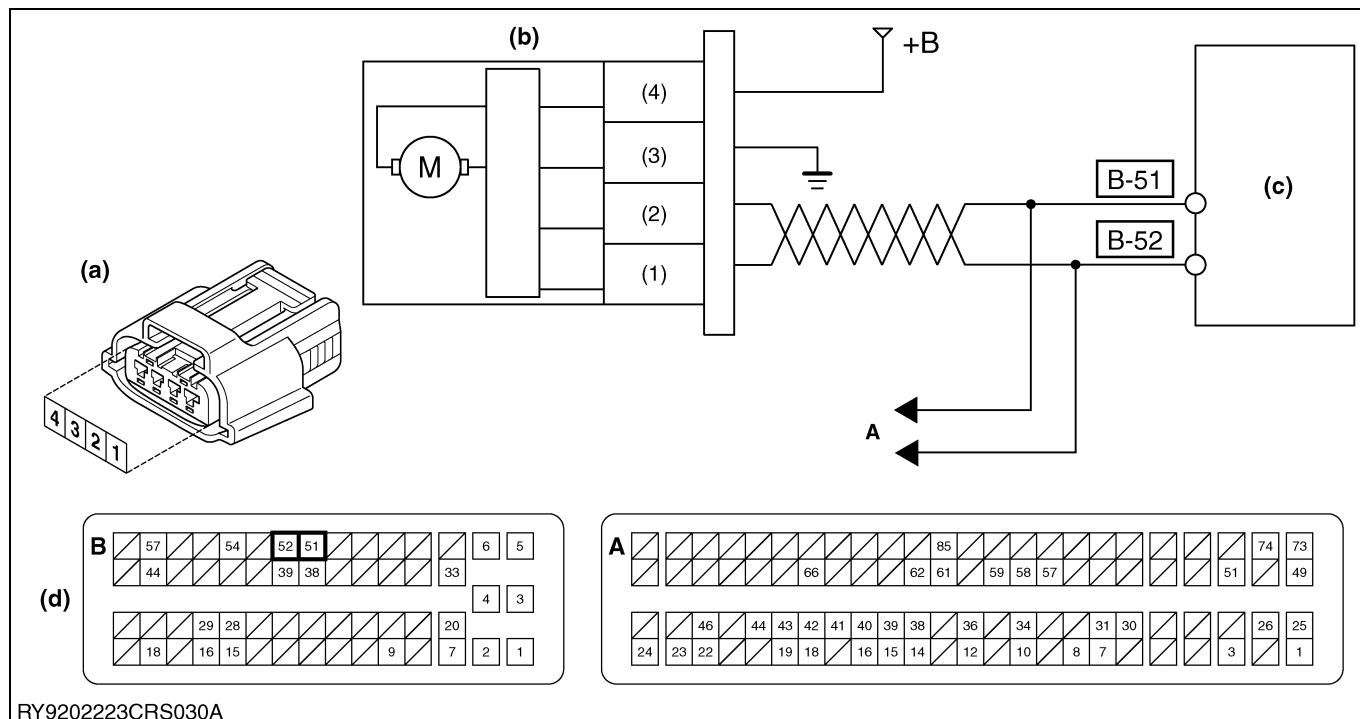 (b)
+B
(4)
(3)
(2)
(1)
M
B-51
B-52
(c)
(a)
4 3 2 1
A
(d)
B
57 54 52 51 6 5
44 39 38 33
4 3
29 28 20
18 16 15 9 7 2 1
A
85 74 73
66 62 61 59 58 57 51 49
46 44 43 42 41 40 39 38 36 34 31 30 26 25
24 23 22 19 18 16 15 14 12 10 8 7 3 1
RY9202223CRS030A